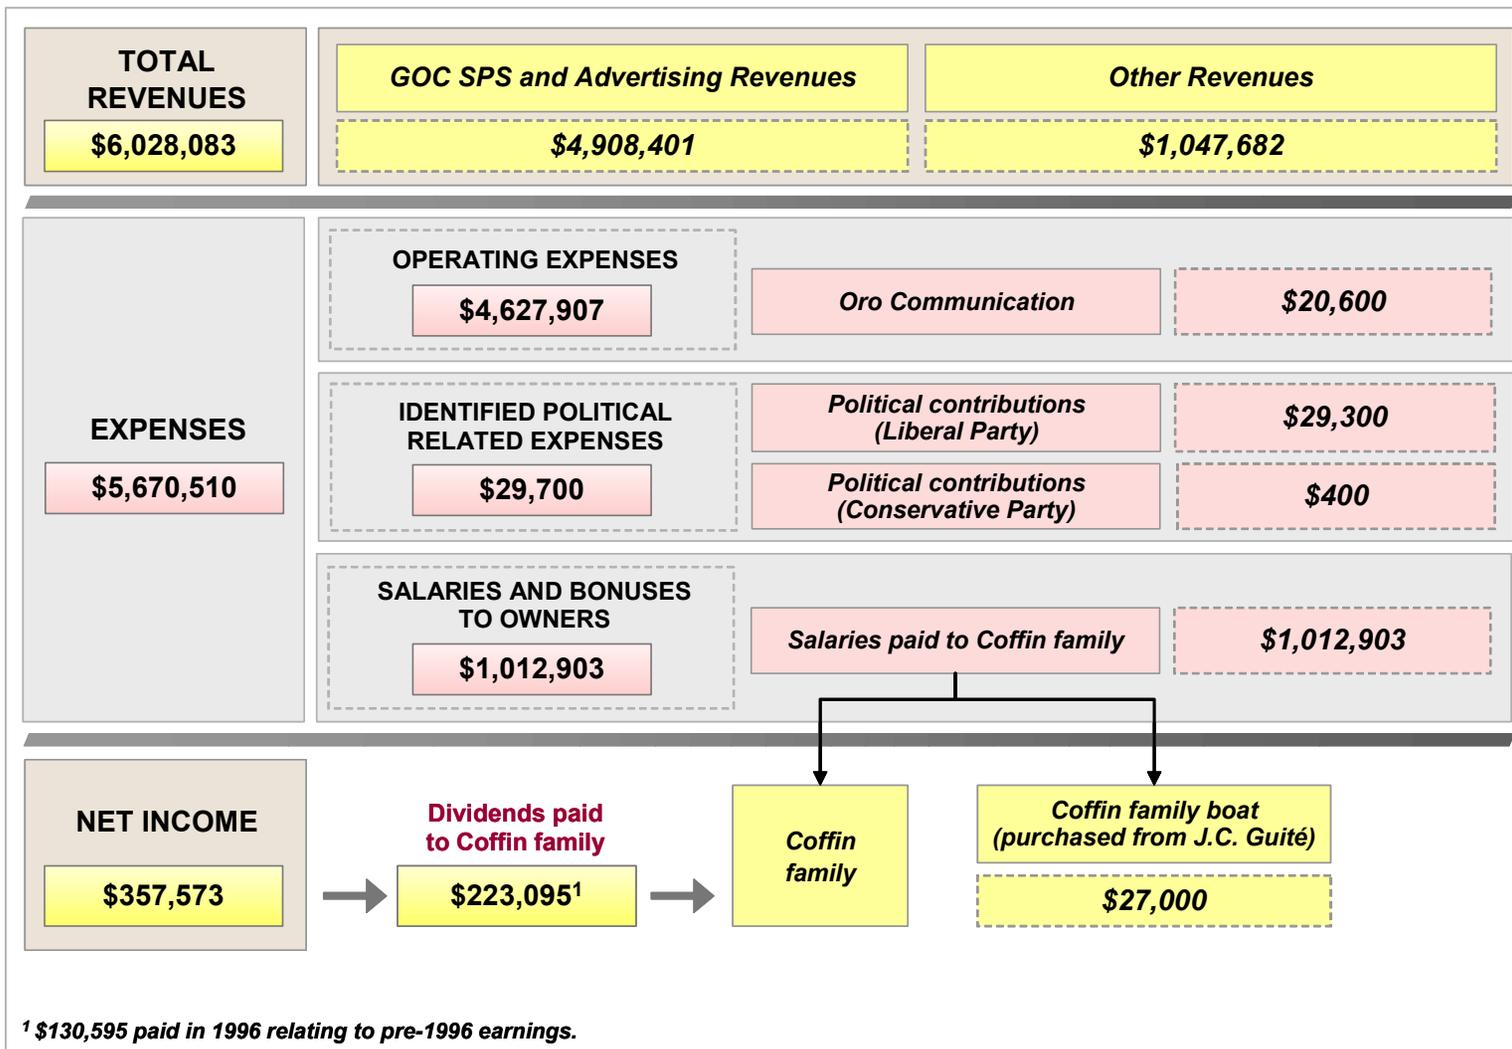 TOTAL
REVENUES
$6,028,083
GOC SPS and Advertising Revenues
$4,908,401
Other Revenues
$1,047,682
EXPENSES
$5,670,510
OPERATING EXPENSES
$4,627,907
Oro Communication
$20,600
IDENTIFIED POLITICAL
RELATED EXPENSES
$29,700
Political contributions
(Liberal Party)
$29,300
Political contributions
(Conservative Party)
$400
SALARIES AND BONUSES
TO OWNERS
$1,012,903
Salaries paid to Coffin family
$1,012,903
NET INCOME
$357,573
Dividends paid
to Coffin family
$223,095¹
Coffin
family
Coffin family boat
(purchased from J.C. Guité)
$27,000
¹ $130,595 paid in 1996 relating to pre-1996 earnings.